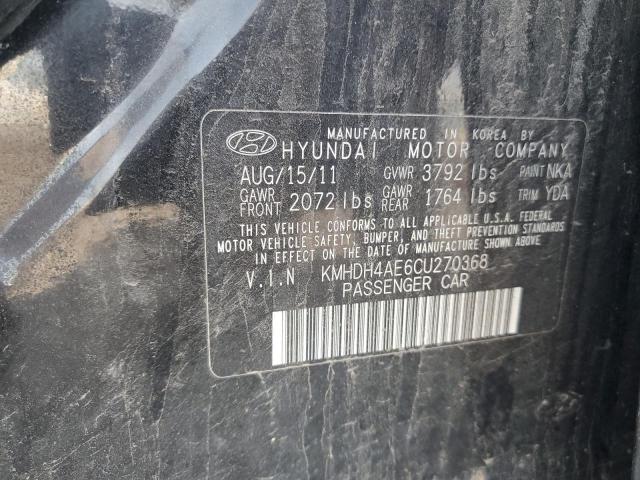 MANUFACTURED IN KOREA BY
HYUNDAI MOTOR COMPANY
AUG/15/11 GVWR 3792 lbs PAINT NKA
GAWR FRONT 2072 lbs GAWR REAR 1764 lbs TRIM YDA
THIS VEHICLE CONFORMS TO ALL APPLICABLE U.S.A. FEDERAL
MOTOR VEHICLE SAFETY, BUMPER, AND THEFT PREVENTION STANDARDS
IN EFFECT ON THE DATE OF MANUFACTURE SHOWN ABOVE.
V.I.N KMHDH4AE6CU270368
PASSENGER CAR